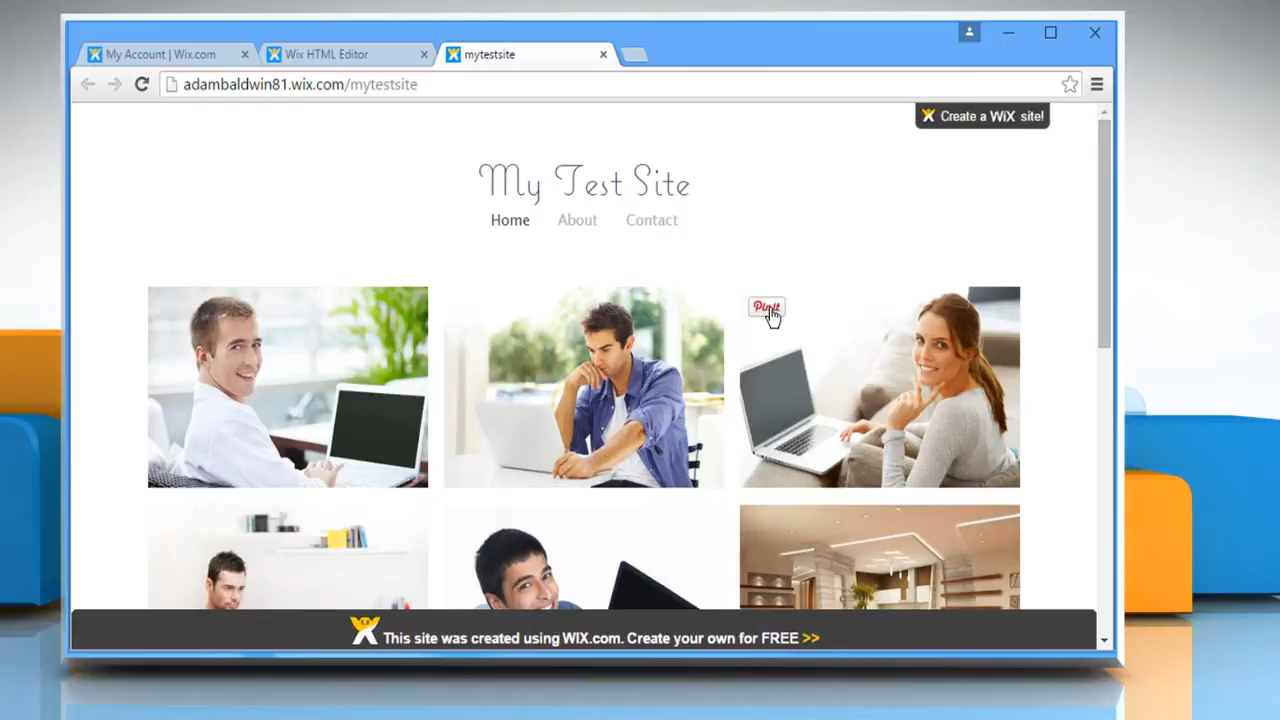 My Account | Wix.com
Wix HTML Editor
mytestsite
adambaldwin81.wix.com/mytestsite
Create a WiX site!
My Test Site
Home About Contact
Pin it
This site was created using WIX.com. Create your own for FREE >>